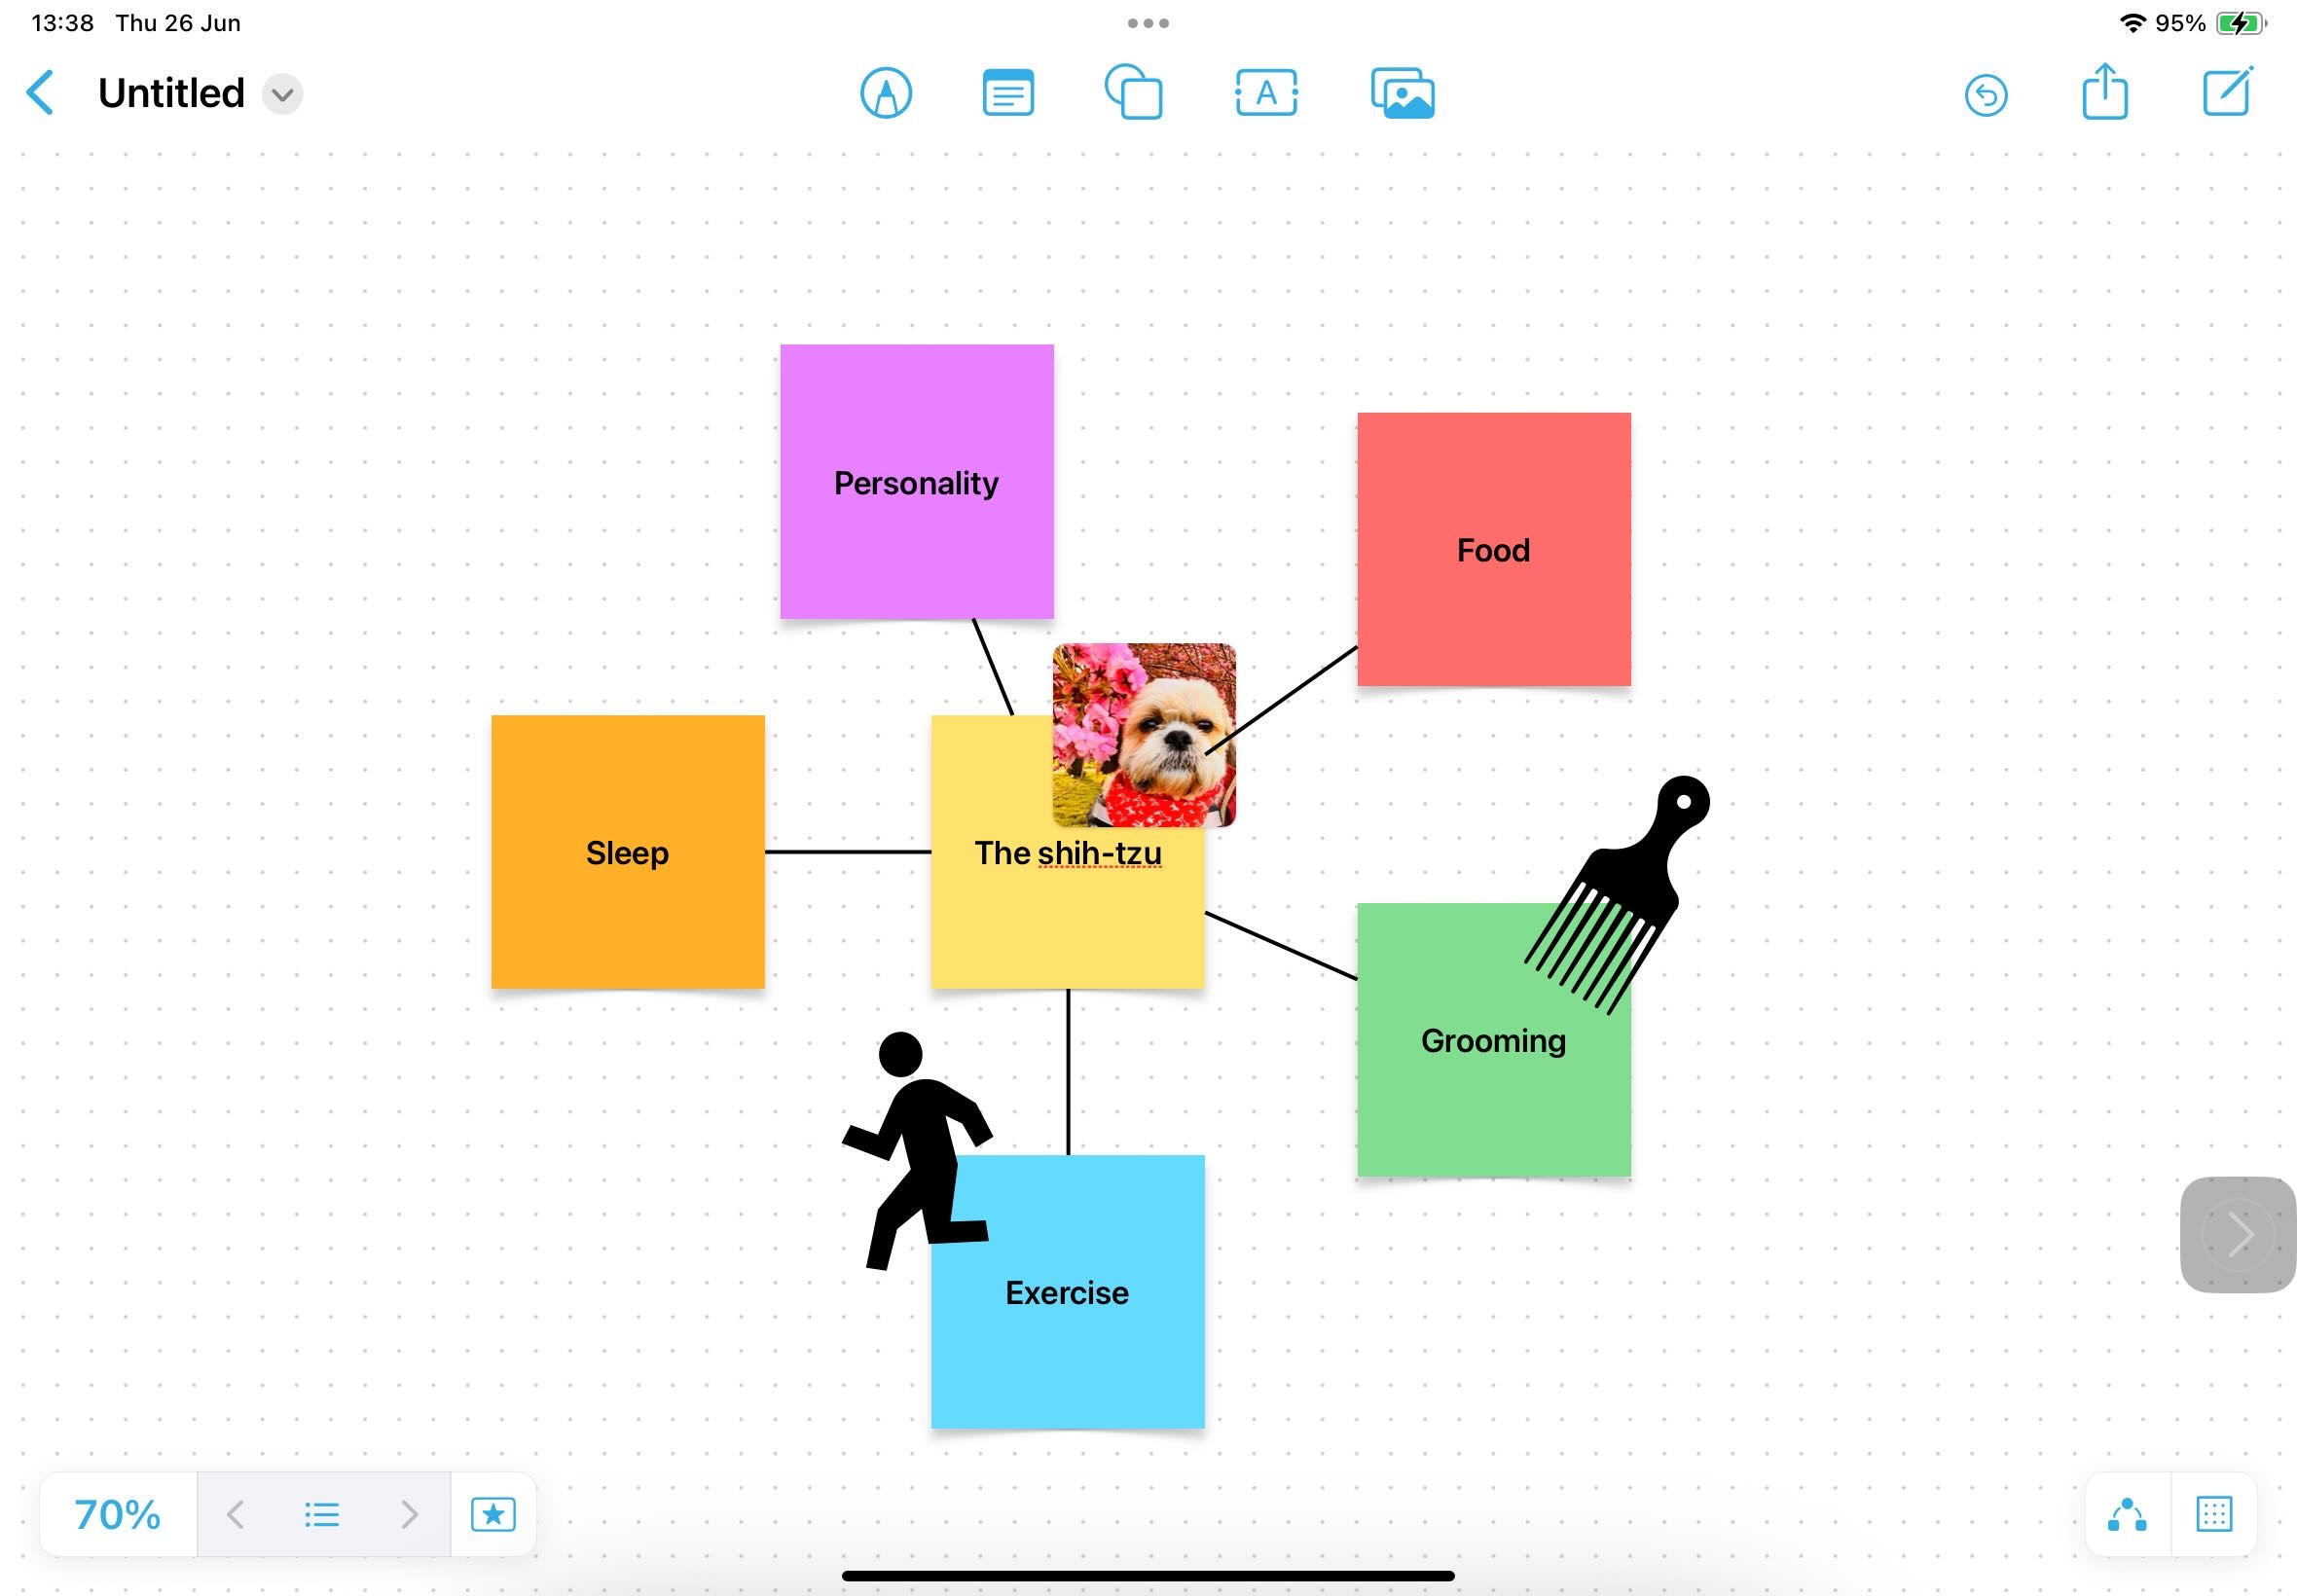 13:38 Thu 26 Jun
95%
Untitled
A
Personality
Food
Sleep
The shih-tzu
Grooming
Exercise
70%